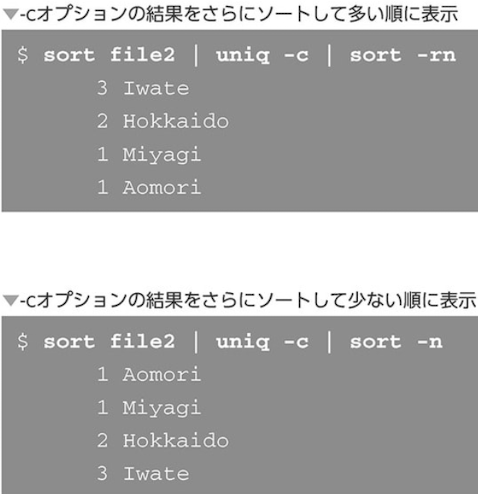 ▼-cオプションの結果をさらにソートして多い順に表示
$ sort file2 | uniq -c | sort -rn
3 Iwate
2 Hokkaido
1 Miyagi
1 Aomori
▼-cオプションの結果をさらにソートして少ない順に表示
$ sort file2 | uniq -c | sort -n
1 Aomori
1 Miyagi
2 Hokkaido
3 Iwate